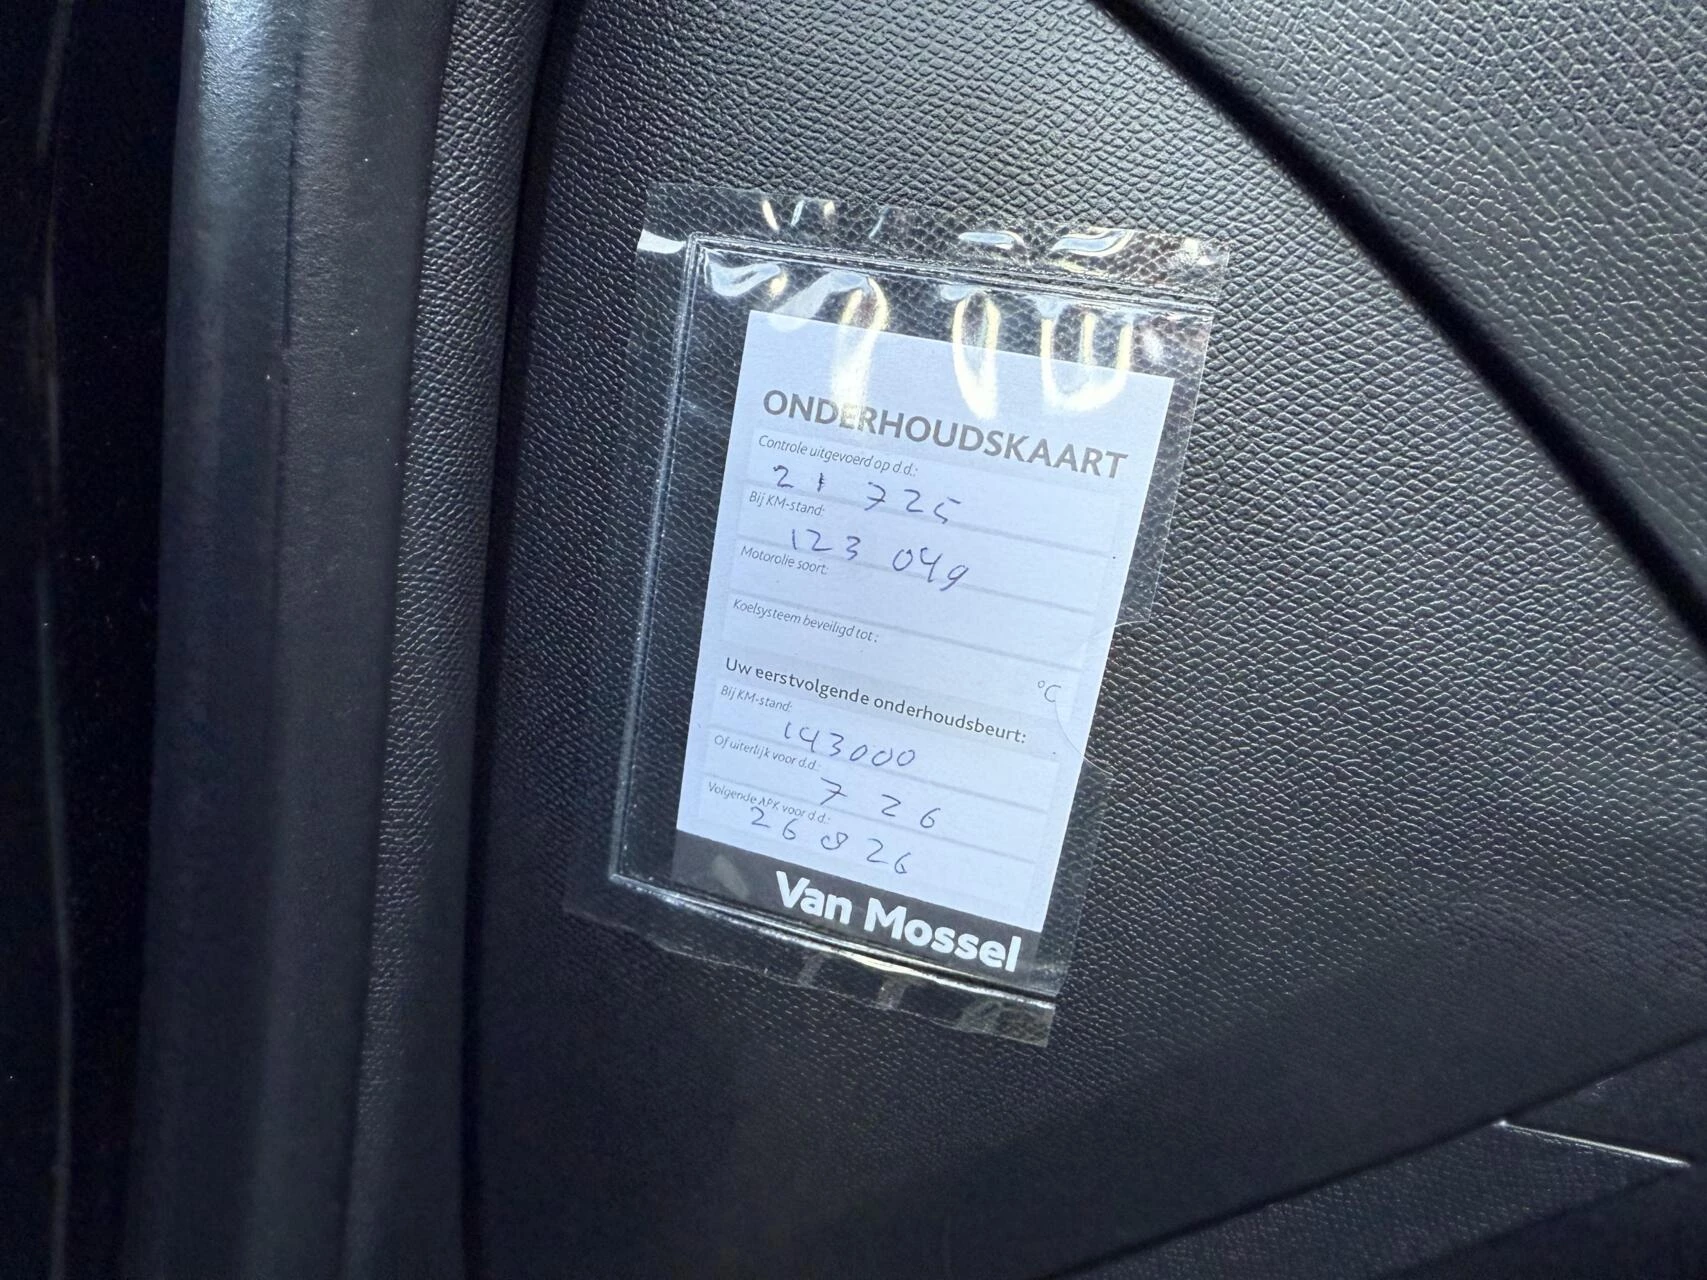 ONDERHOUDSKAART
Controle uitgevoerd op d.d.:
21 7 25
Bij KM-stand:
123 049
Motorolie soort:
Koelsysteem beveiligd tot:
°C
Uw eerstvolgende onderhoudsbeurt:
Bij KM-stand:
143000
Of uiterlijk voor d.d.:
7 26
Volgende APK voor d.d.:
26 8 26
Van Mossel